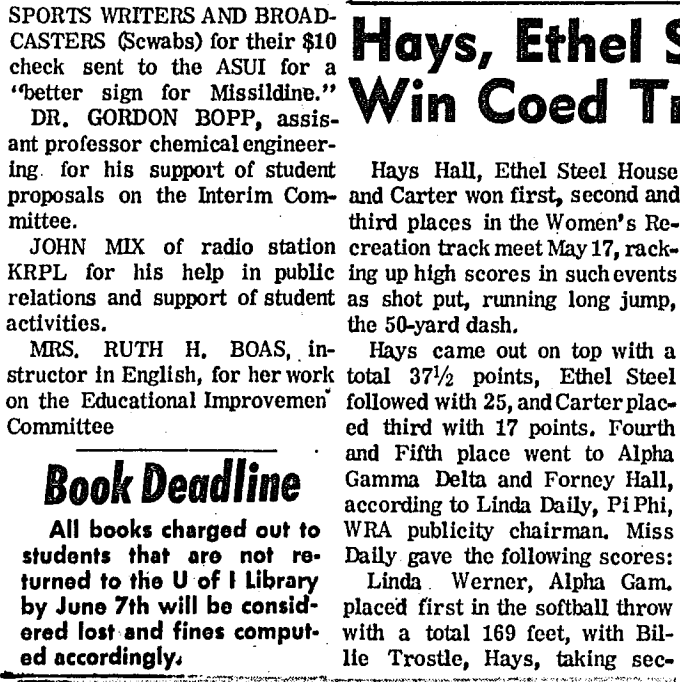 SPORTS WRITERS AND BROAD-
CASTERS (Scwabs) for their $10
check sent to the ASUI for a
"better sign for Missildine."
DR. GORDON BOPP, assis-
ant professor chemical engineer-
ing for his support of student
proposals on the Interim Com-
mittee.
JOHN MIX of radio station
KRPL for his help in public
relations and support of student
activities.
MRS. RUTH H. BOAS, in-
structor in English, for her work
on the Educational Improvemen
Committee
Book Deadline
All books charged out to
students that are not re-
turned to the U of I Library
by June 7th will be consid-
ered lost and fines comput-
ed accordingly.
Hays, Ethel S
Win Coed Tr
Hays Hall, Ethel Steel House
and Carter won first, second and
third places in the Women's Re-
creation track meet May 17, rack-
ing up high scores in such events
as shot put, running long jump,
the 50-yard dash.
Hays came out on top with a
total 37½ points, Ethel Steel
followed with 25, and Carter plac-
ed third with 17 points. Fourth
and Fifth place went to Alpha
Gamma Delta and Forney Hall,
according to Linda Daily, Pi Phi,
WRA publicity chairman. Miss
Daily gave the following scores:
Linda Werner, Alpha Gam.
placed first in the softball throw
with a total 169 feet, with Bil-
lie Trostle, Hays, taking sec-